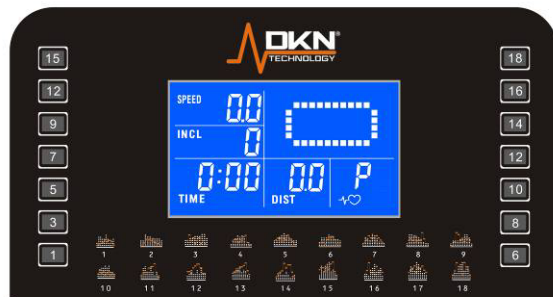 DKN®
TECHNOLOGY
15
12
9
7
5
3
1
SPEED 0.0
INCL 0
TIME 0:00
DIST 0.0
P
18
16
14
12
10
8
6
1 2 3 4 5 6 7 8 9
10 11 12 13 14 15 16 17 18